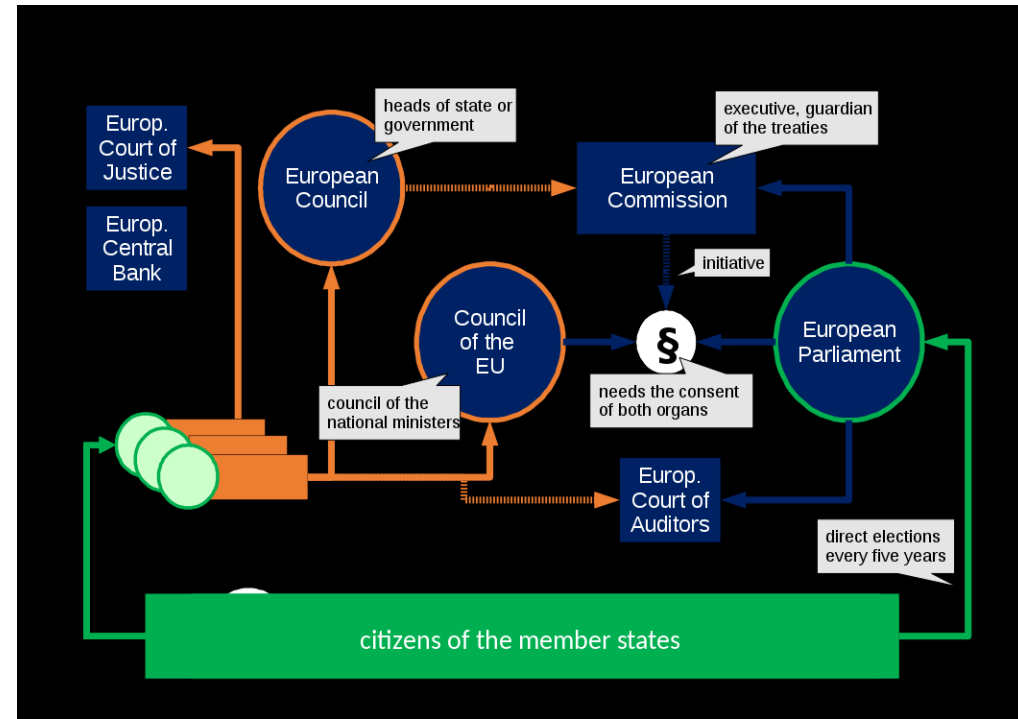 heads of state or
government
executive, guardian
of the treaties
Europ.
Court of
Justice
European
Council
European
Commission
Europ.
Central
Bank
initiative
Council
of the
EU
§
European
Parliament
council of the
national ministers
needs the consent
of both organs
Europ.
Court of
Auditors
direct elections
every five years
citizens of the member states